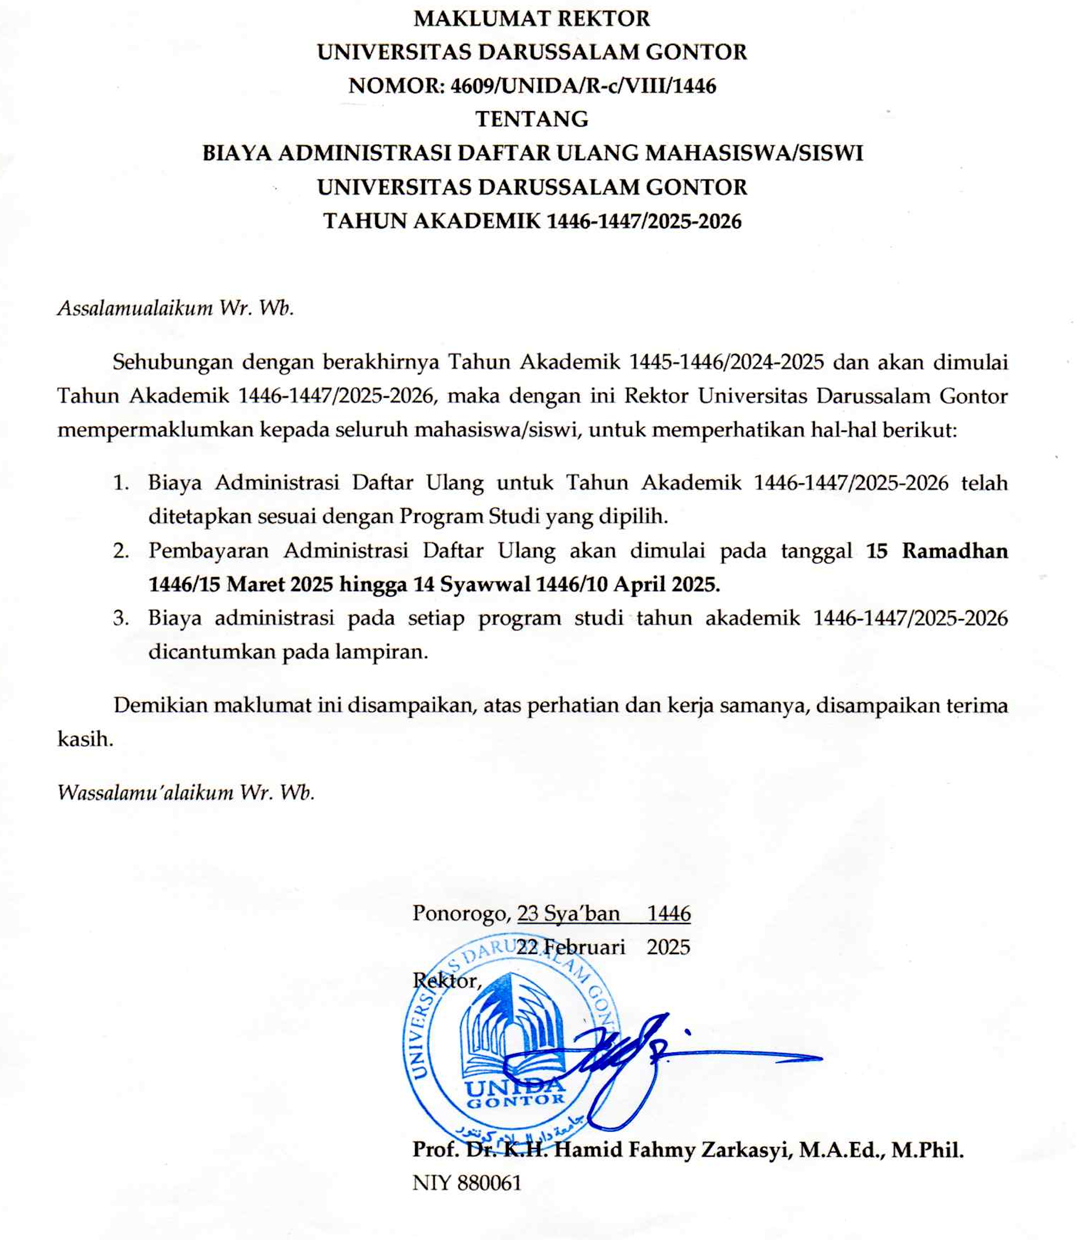 MAKLUMAT REKTOR
UNIVERSITAS DARUSSALAM GONTOR
NOMOR: 4609/UNIDA/R-c/VIII/1446
TENTANG
BIAYA ADMINISTRASI DAFTAR ULANG MAHASISWA/SISWI
UNIVERSITAS DARUSSALAM GONTOR
TAHUN AKADEMIK 1446-1447/2025-2026
Assalamualaikum Wr. Wb.
Sehubungan dengan berakhirnya Tahun Akademik 1445-1446/2024-2025 dan akan dimulai
Tahun Akademik 1446-1447/2025-2026, maka dengan ini Rektor Universitas Darussalam Gontor
mempermaklumkan kepada seluruh mahasiswa/siswi, untuk memperhatikan hal-hal berikut:
1. Biaya Administrasi Daftar Ulang untuk Tahun Akademik 1446-1447/2025-2026 telah
ditetapkan sesuai dengan Program Studi yang dipilih.
2. Pembayaran Administrasi Daftar Ulang akan dimulai pada tanggal 15 Ramadhan
1446/15 Maret 2025 hingga 14 Syawwal 1446/10 April 2025.
3. Biaya administrasi pada setiap program studi tahun akademik 1446-1447/2025-2026
dicantumkan pada lampiran.
Demikian maklumat ini disampaikan, atas perhatian dan kerja samanya, disampaikan terima
kasih.
Wassalamu'alaikum Wr. Wb.
Ponorogo, 23 Sya'ban 1446
22 Februari 2025
Rektor,
UNIVERSITAS DARUSSALAM GONTOR
UNIDA
GONTOR
جامعة دار السلام كونتور
Prof. Dr. K.H. Hamid Fahmy Zarkasyi, M.A.Ed., M.Phil.
NIY 880061